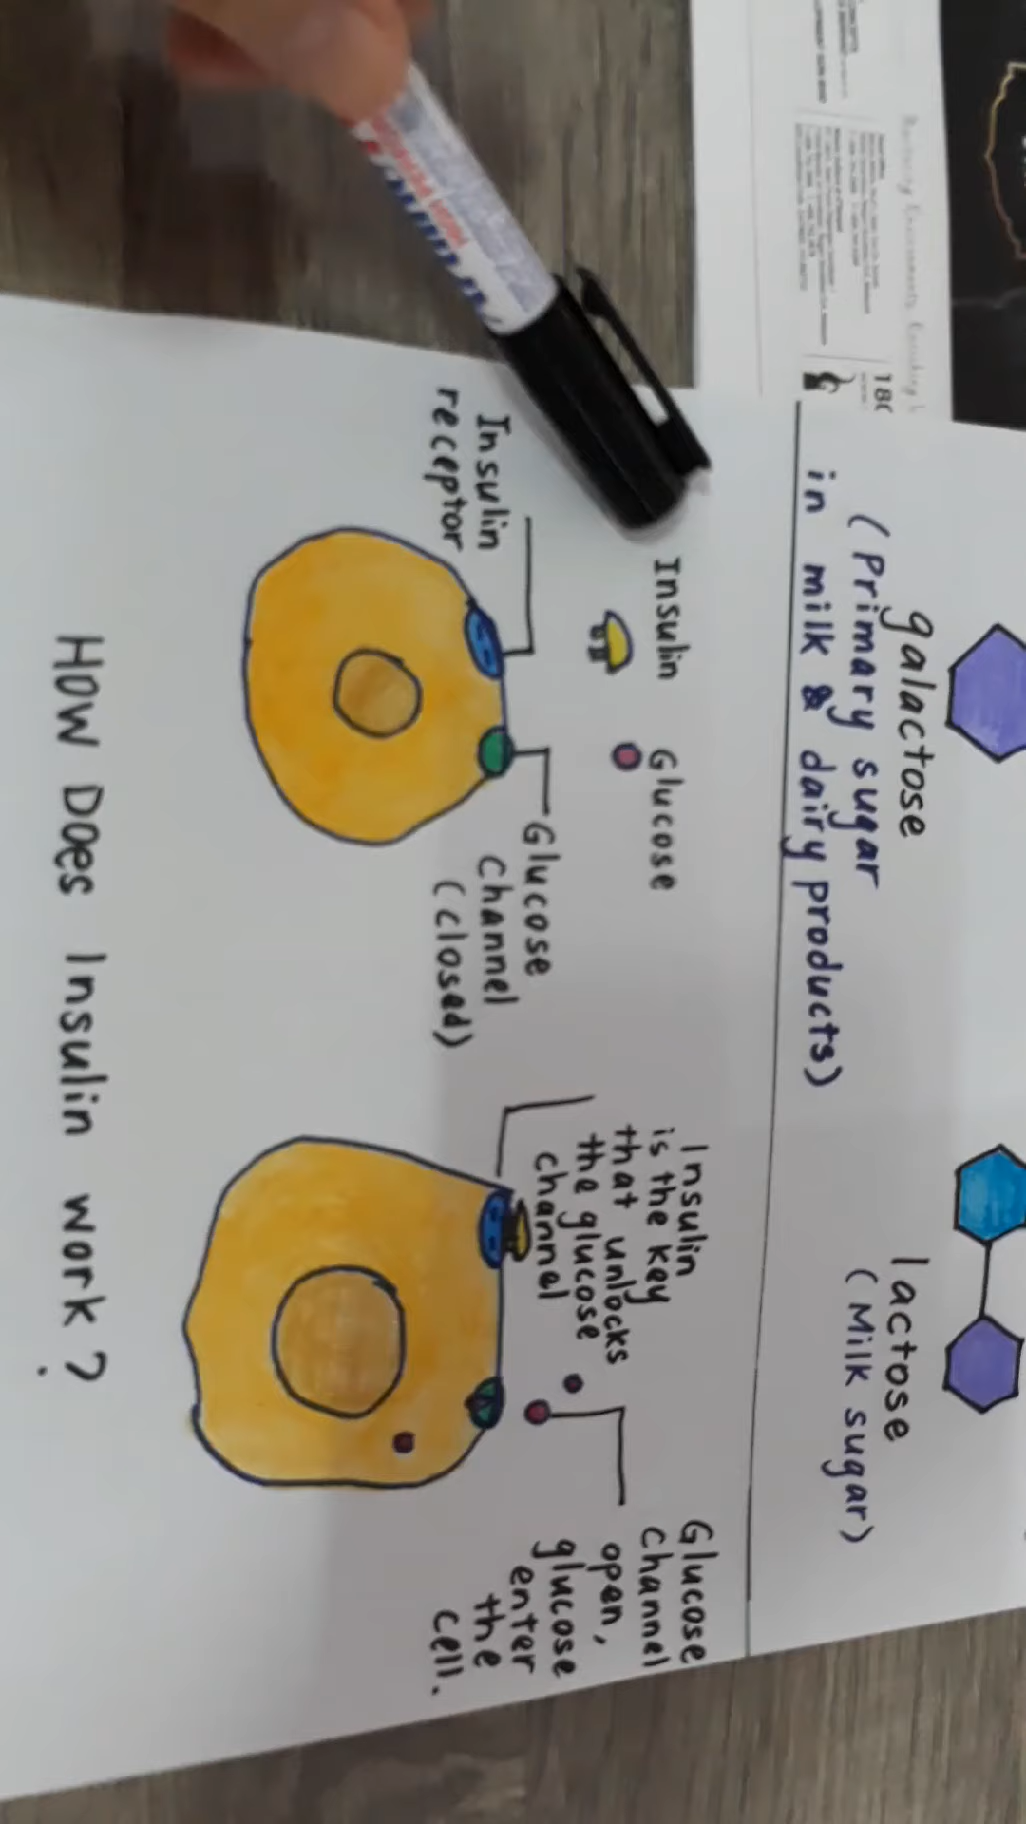 galactose
(Primary sugar
in milk & dairy products)
lactose
(Milk sugar)
Insulin
Glucose
Insulin
receptor
Glucose
channel
(closed)
Insulin
is the key
that unlocks
the glucose
channel
Glucose
channel
open,
glucose
enter
the
cell.
How Does Insulin work ?